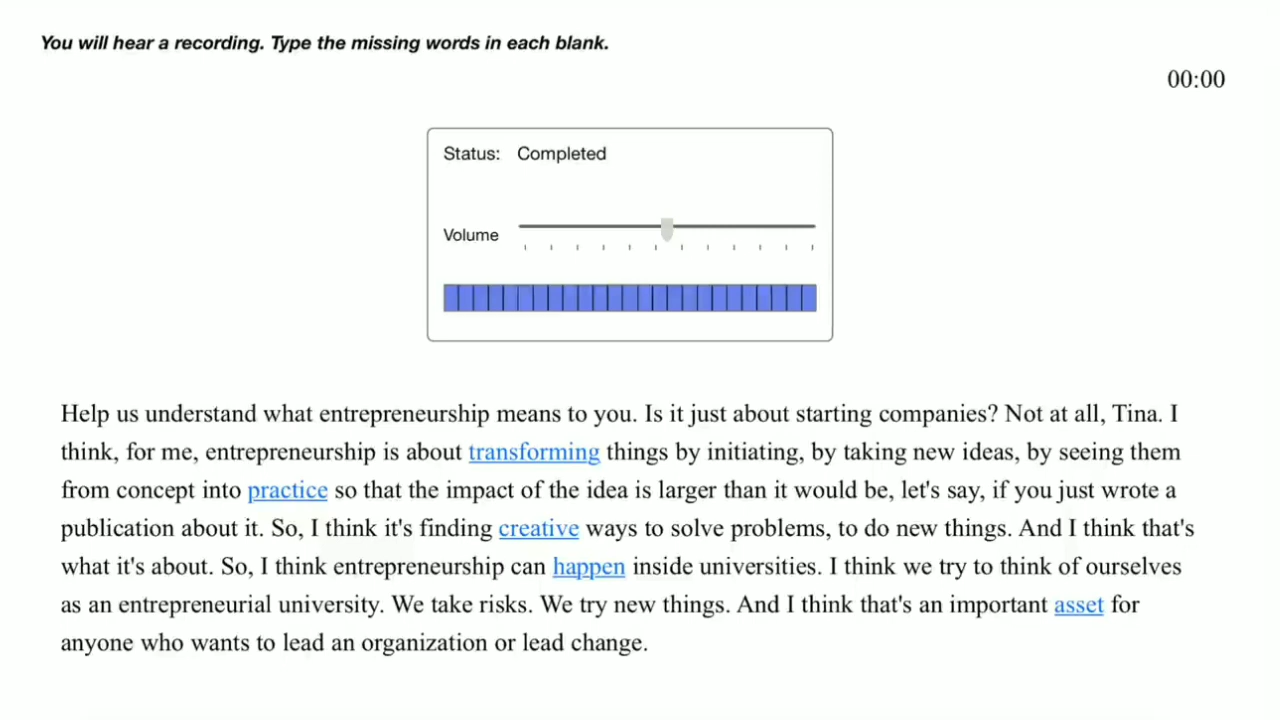 You will hear a recording. Type the missing words in each blank.
00:00
Status: Completed
Volume
Help us understand what entrepreneurship means to you. Is it just about starting companies? Not at all, Tina. I
think, for me, entrepreneurship is about transforming things by initiating, by taking new ideas, by seeing them
from concept into practice so that the impact of the idea is larger than it would be, let's say, if you just wrote a
publication about it. So, I think it's finding creative ways to solve problems, to do new things. And I think that's
what it's about. So, I think entrepreneurship can happen inside universities. I think we try to think of ourselves
as an entrepreneurial university. We take risks. We try new things. And I think that's an important asset for
anyone who wants to lead an organization or lead change.